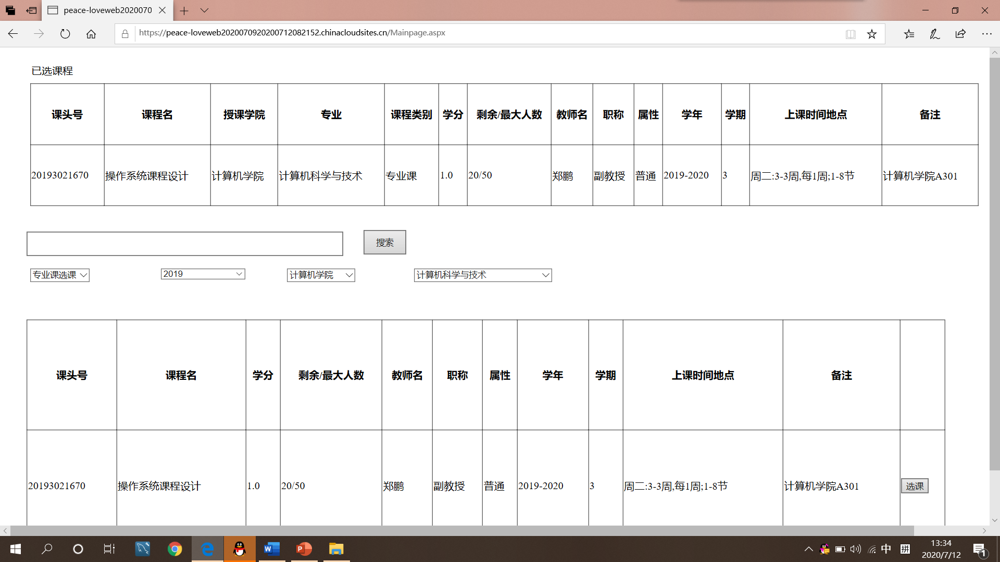 peace-loveweb2020070
https://peace-loveweb2020070920200712082152.chinacloudsites.cn/Mainpage.aspx
已选课程
课头号 课程名 授课学院 专业 课程类别 学分 剩余/最大人数 教师名 职称 属性 学年 学期 上课时间地点 备注
20193021670 操作系统课程设计 计算机学院 计算机科学与技术 专业课 1.0 20/50 郑鹏 副教授 普通 2019-2020 3 周二:3-3周,每1周;1-8节 计算机学院A301
搜索
专业课选课 2019 计算机学院 计算机科学与技术
课头号 课程名 学分 剩余/最大人数 教师名 职称 属性 学年 学期 上课时间地点 备注
20193021670 操作系统课程设计 1.0 20/50 郑鹏 副教授 普通 2019-2020 3 周二:3-3周,每1周;1-8节 计算机学院A301 选课
中 拼 13:34
2020/7/12 1